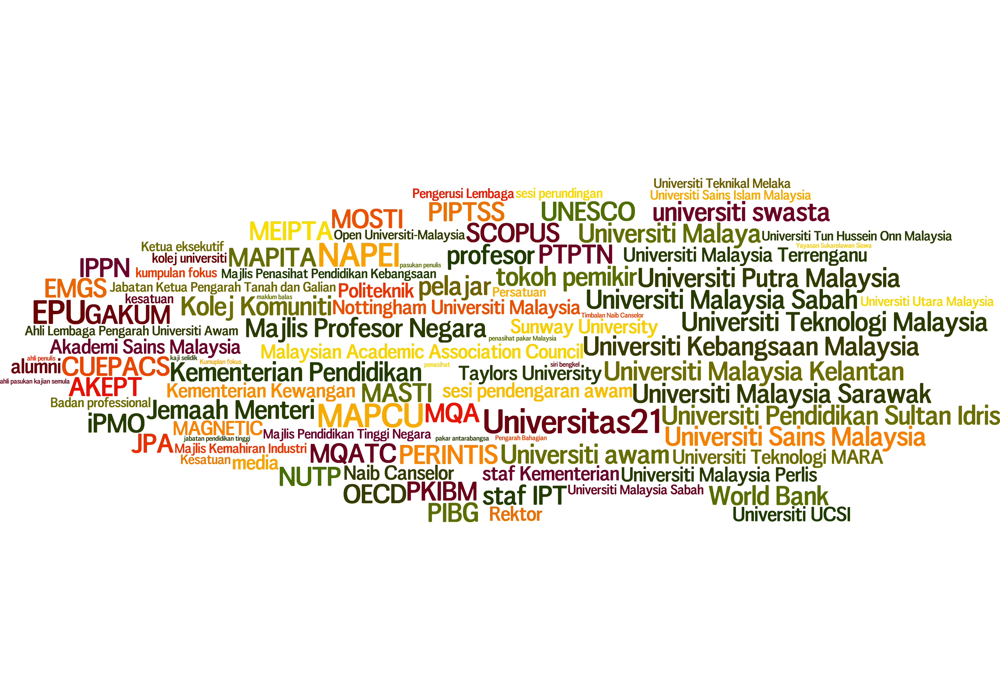 Universiti Teknikal Melaka
Pengerusi Lembaga sesi perundingan Universiti Sains Islam Malaysia
MOSTI PIPTSS UNESCO universiti swasta
MEIPTA Open Universiti-Malaysia SCOPUS Universiti Malaya Universiti Tun Hussein Onn Malaysia
Ketua eksekutif Yayasan Sukarelawan Siswa
kolej universiti MAPITA NAPEI pasukan penulis profesor PTPTN Universiti Malaysia Terrenganu
IPPN kumpulan fokus Majlis Penasihat Pendidikan Kebangsaan tokoh pemikir Universiti Putra Malaysia
EMGS Jabatan Ketua Pengarah Tanah dan Galian Politeknik pelajar Persatuan
kesatuan maklum balas Universiti Malaysia Sabah Universiti Utara Malaysia
EPU GAKUM Kolej Komuniti Nottingham Universiti Malaysia Timbalan Naib Canselor
Ahli Lembaga Pengarah Universiti Awam Majlis Profesor Negara Sunway University Universiti Teknologi Malaysia
penasihat pakar Malaysia
Akademi Sains Malaysia Malaysian Academic Association Council Universiti Kebangsaan Malaysia
ahli penulis kaji selidik Kumuplan fokus penasihat siri bengkel
alumni CUEPACS Kementerian Pendidikan Taylors University Universiti Malaysia Kelantan
ahli pasukan kajian semula AKEPT Kementerian Kewangan MASTI sesi pendengaran awam Universiti Malaysia Sarawak
Badan professional Jemaah Menteri MAPCU MQA Universitas21 Universiti Pendidikan Sultan Idris
iPMO MAGNETIC Majlis Pendidikan Tinggi Negara Universiti Sains Malaysia
jabatan pendidikan tinggi pakar antarabangsa Pengarah Bahagian
JPA Majlis Kemahiran Industri MQATC PERINTIS Universiti awam Universiti Teknologi MARA
Kesatuan media
NUTP Naib Canselor staf Kementerian Universiti Malaysia Perlis
OECD PKIBM staf IPT Universiti Malaysia Sabah World Bank
PIBG Rektor Universiti UCSI